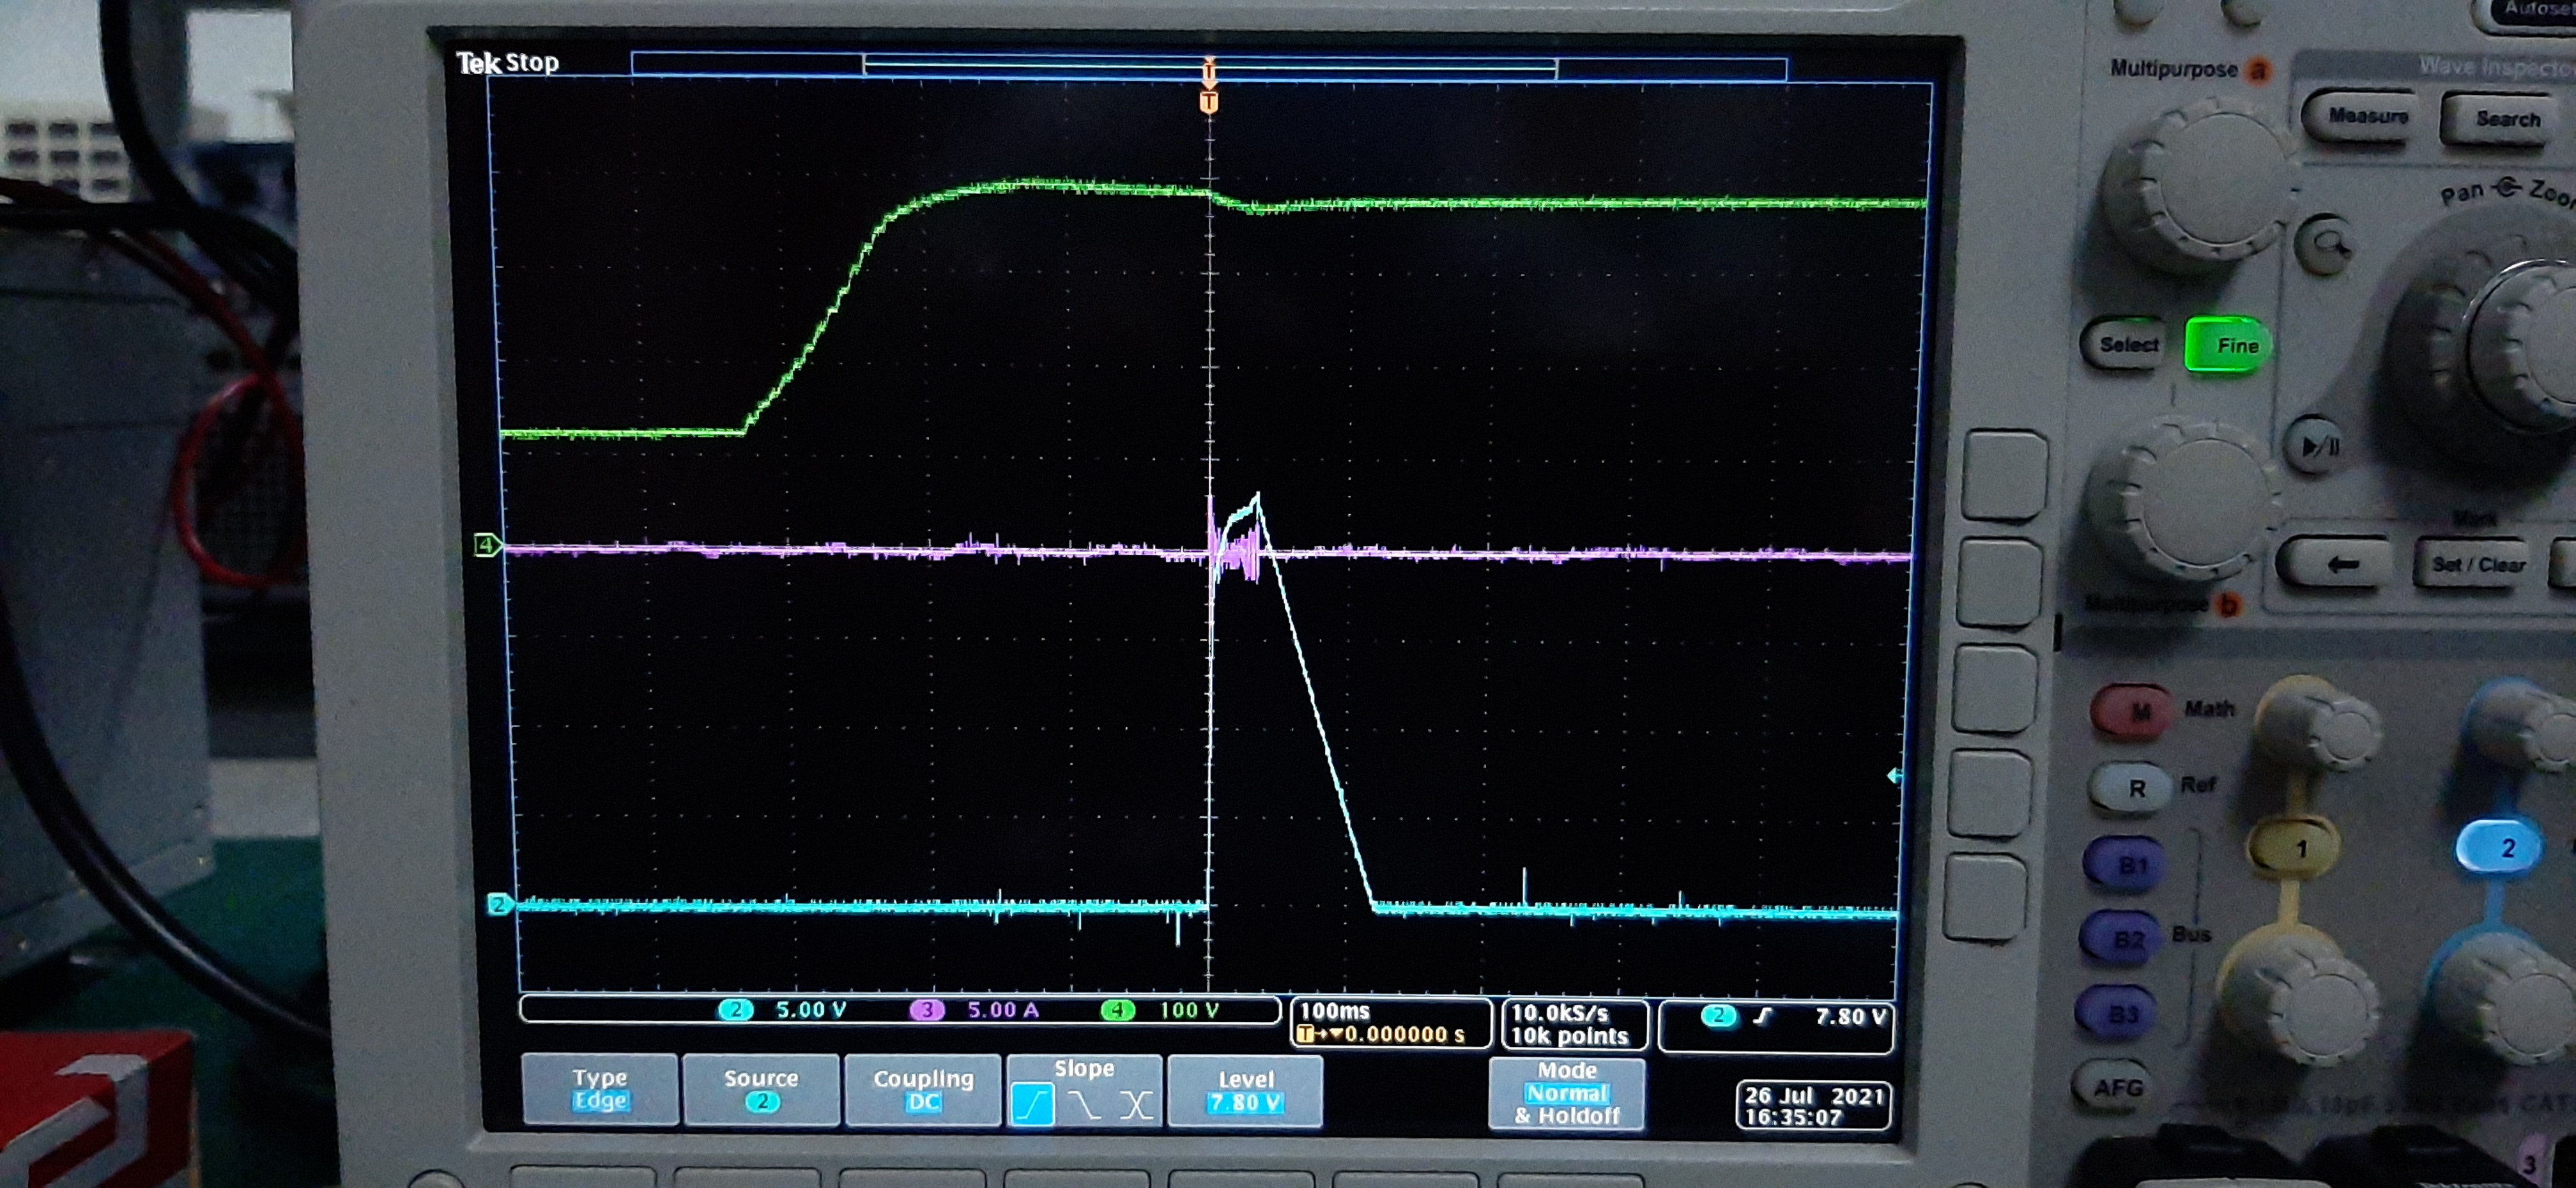 Tek Stop
T
T
4
2
2 5.00 V 3 5.00 A 4 100 V
100ms
T→▼0.000000 s
10.0kS/s
10k points
2 7.80 V
Type
Edge
Source
2
Coupling
DC
Slope
Level
7.80 V
Mode
Normal
& Holdoff
26 Jul 2021
16:35:07
Autoset
Multipurpose a
Wave Inspector
Measure
Search
Pan
Zoom
Select
Fine
Mark
←
Set / Clear
Multipurpose b
M Math
R Ref
B1
B2 Bus
B3
AFG
1
2
3